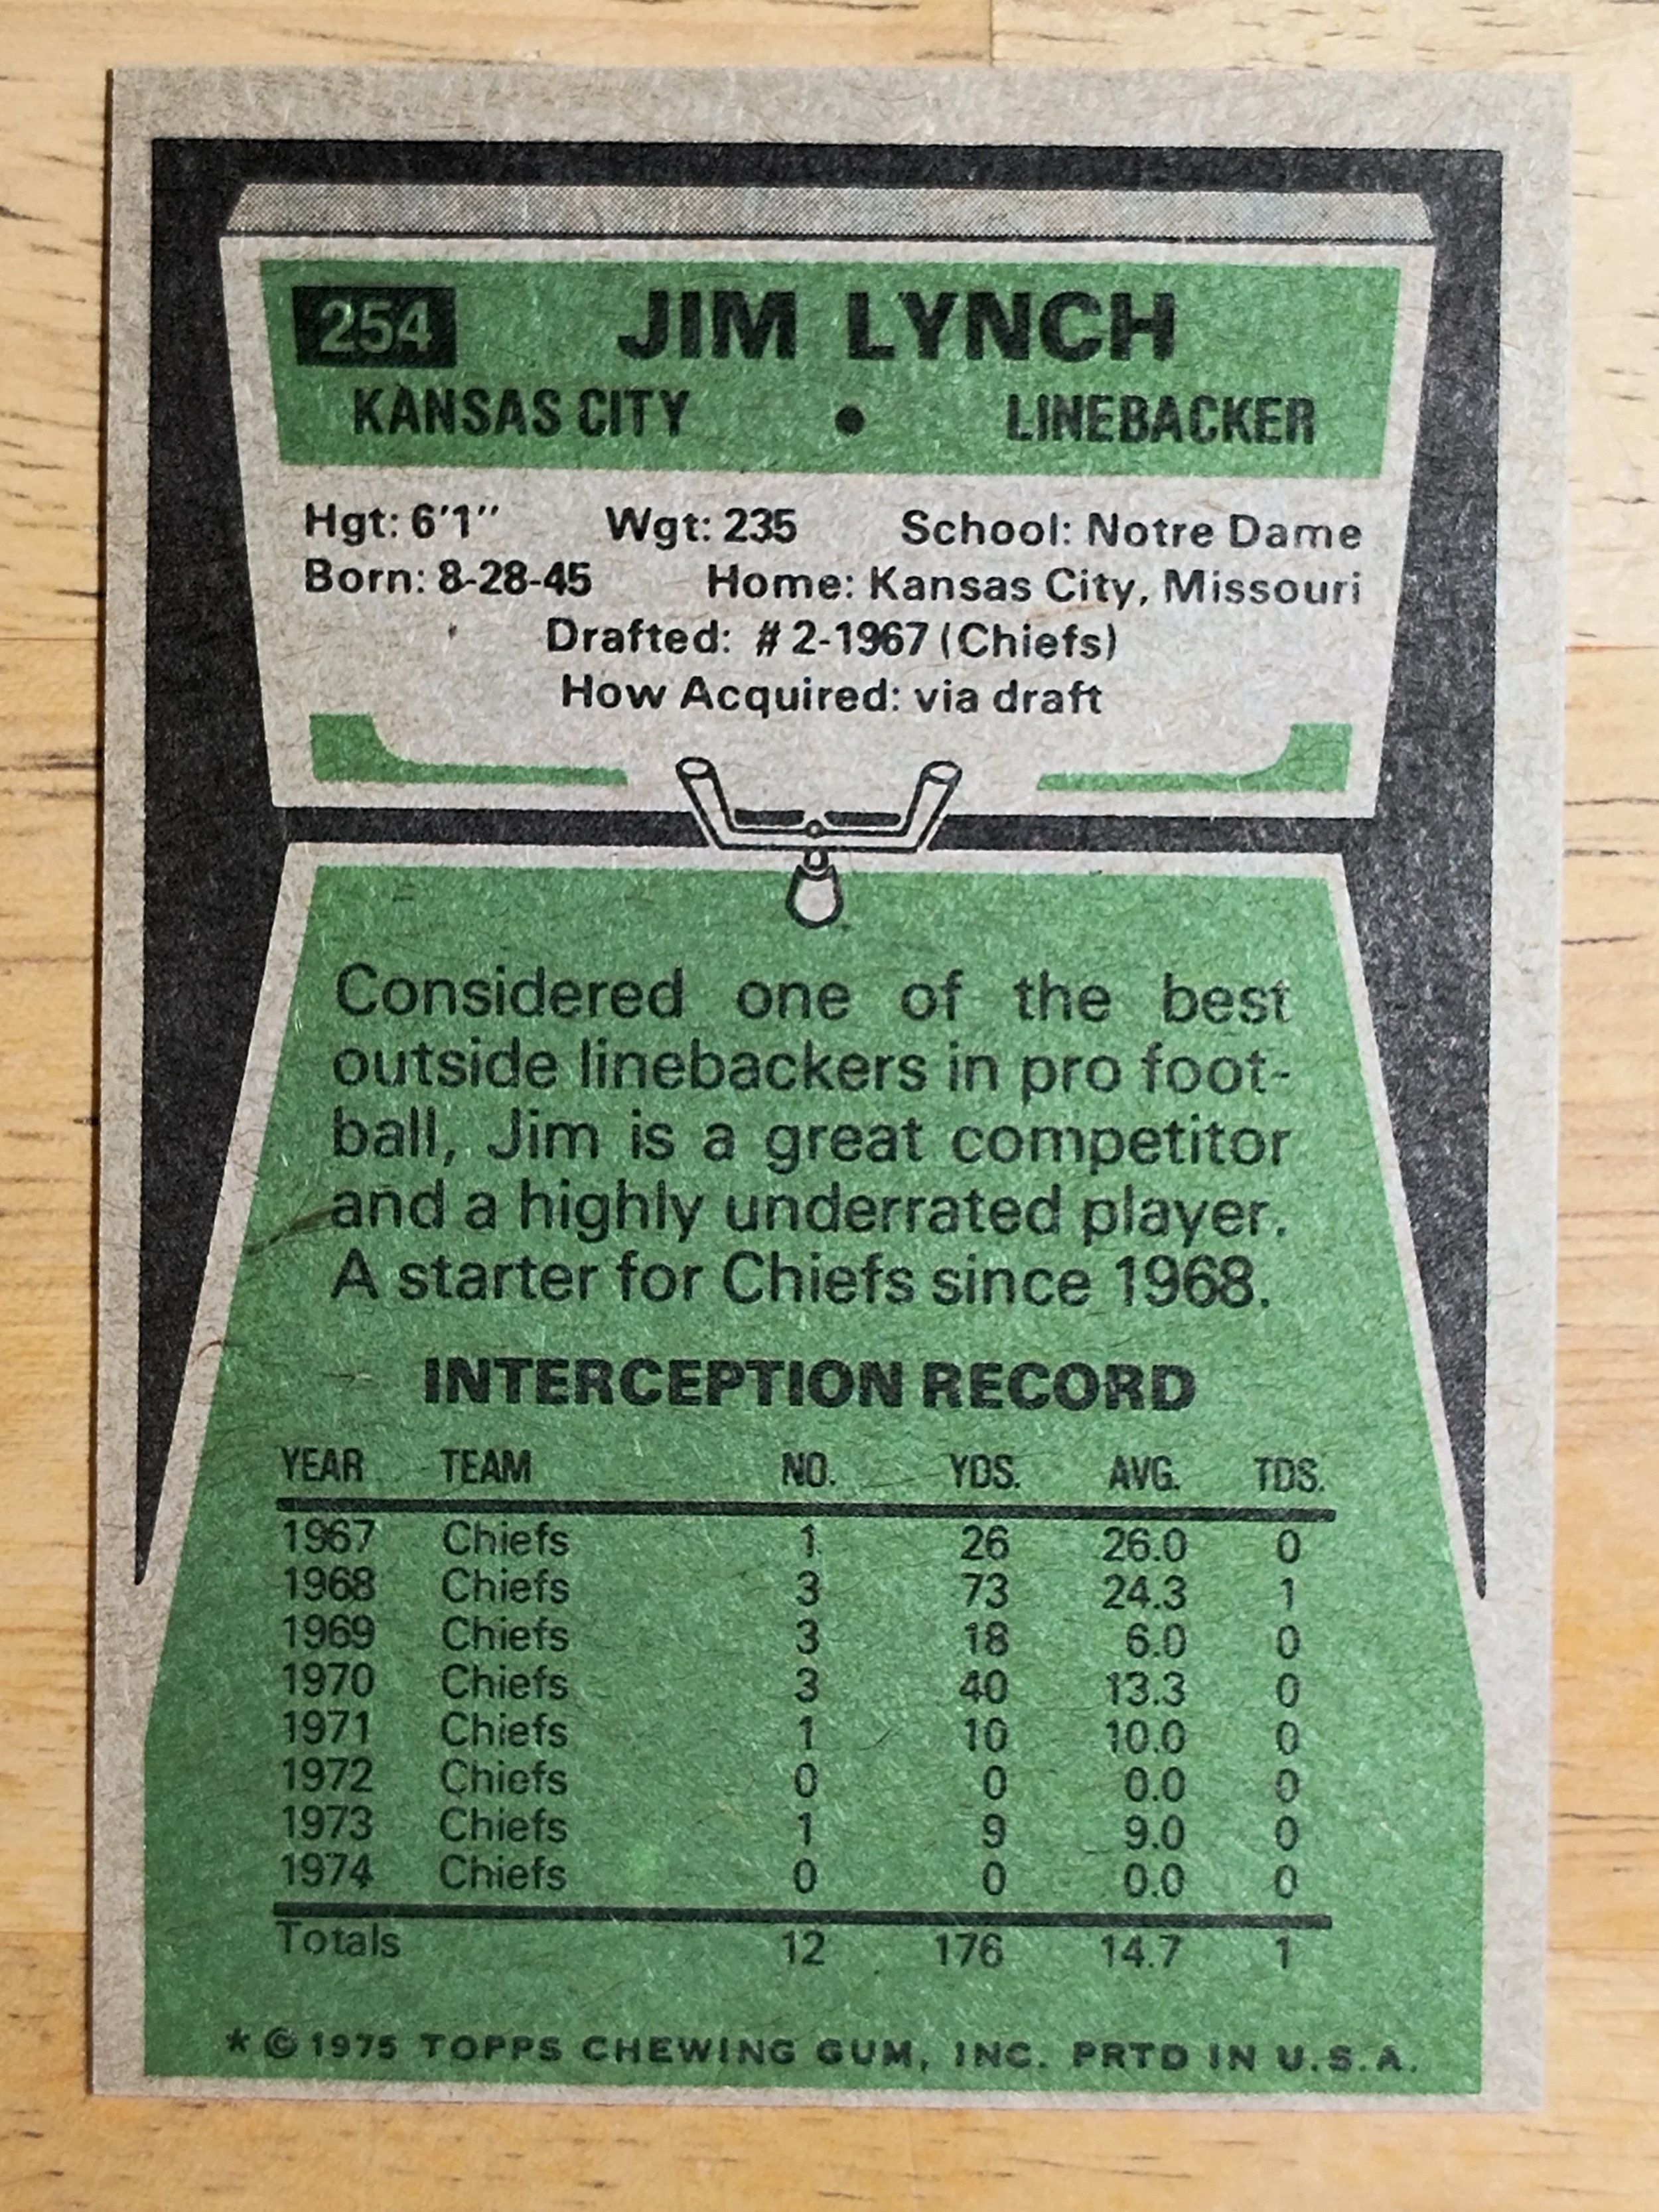 254 JIM LYNCH
KANSAS CITY • LINEBACKER
Hgt: 6'1" Wgt: 235 School: Notre Dame
Born: 8-28-45 Home: Kansas City, Missouri
Drafted: # 2-1967 (Chiefs)
How Acquired: via draft
Considered one of the best
outside linebackers in pro foot-
ball, Jim is a great competitor
and a highly underrated player.
A starter for Chiefs since 1968.
INTERCEPTION RECORD
YEAR TEAM NO. YDS. AVG. TDS.
1967 Chiefs 1 26 26.0 0
1968 Chiefs 3 73 24.3 1
1969 Chiefs 3 18 6.0 0
1970 Chiefs 3 40 13.3 0
1971 Chiefs 1 10 10.0 0
1972 Chiefs 0 0 0.0 0
1973 Chiefs 1 9 9.0 0
1974 Chiefs 0 0 0.0 0
Totals 12 176 14.7 1
* © 1975 TOPPS CHEWING GUM, INC. PRTD IN U.S.A.